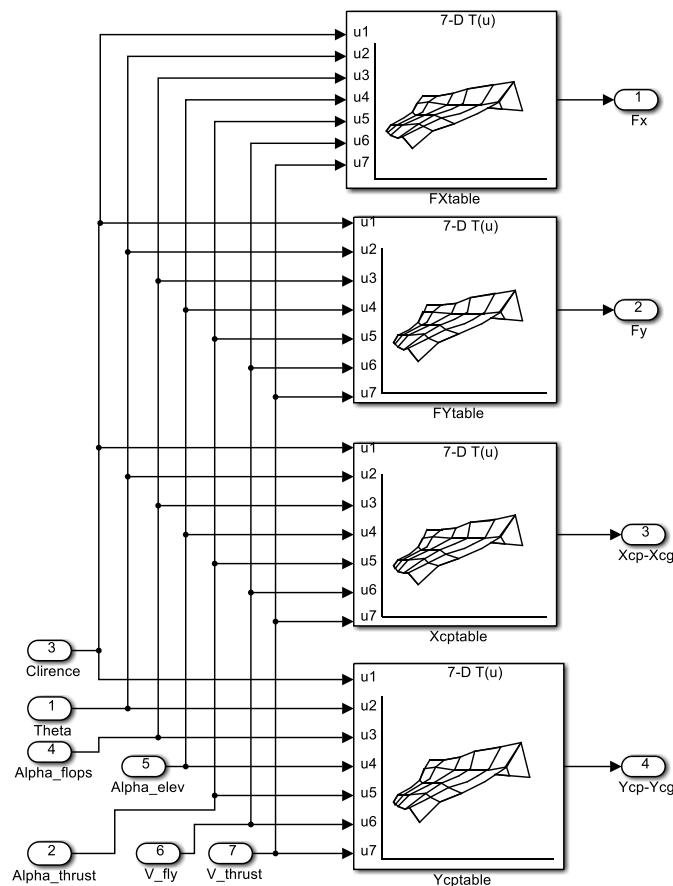 7-D T(u)
u1
u2
u3
u4
u5
u6
u7
1
Fx
FXtable
7-D T(u)
u1
u2
u3
u4
u5
u6
u7
2
Fy
FYtable
7-D T(u)
u1
u2
u3
u4
u5
u6
u7
3
Xcp-Xcg
Xcptable
3
Clirence
7-D T(u)
u1
u2
u3
u4
u5
u6
u7
1
Theta
4
Alpha_flops
5
Alpha_elev
4
Ycp-Ycg
2
Alpha_thrust
6
V_fly
7
V_thrust
Ycptable